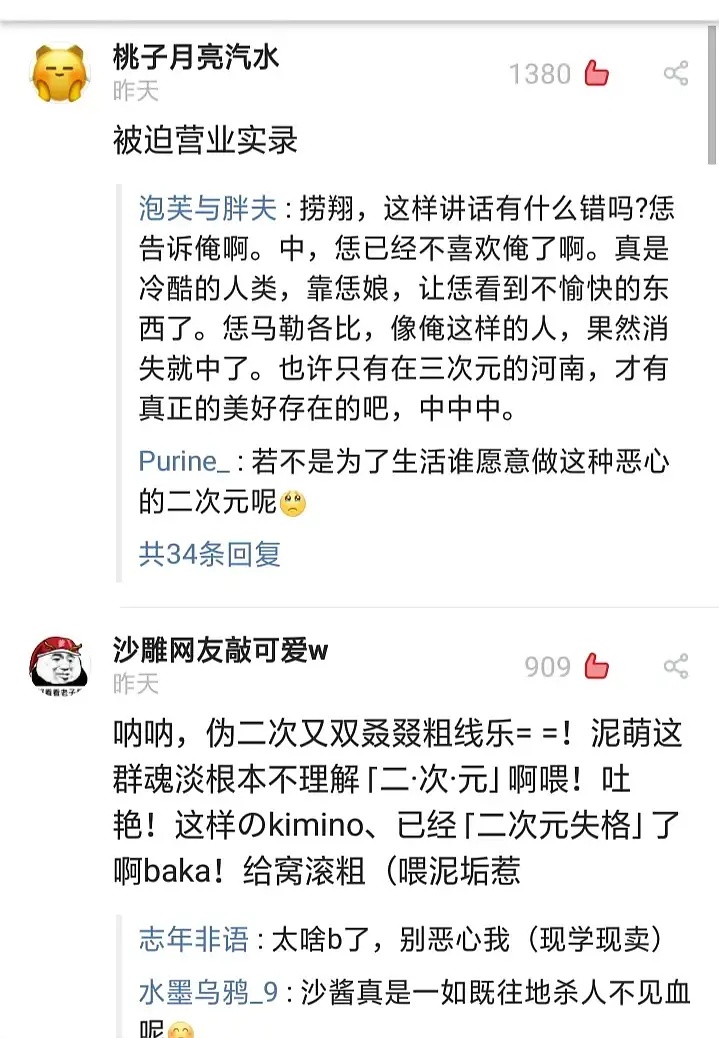 桃子月亮汽水
1380
昨天
被迫营业实录
泡芙与胖夫：捞翔，这样讲话有什么错吗?恁
告诉俺啊。中，恁已经不喜欢俺了啊。真是
冷酷的人类，靠恁娘，让恁看到不愉快的东
西了。恁马勒各比，像俺这样的人，果然消
失就中了。也许只有在三次元的河南，才有
真正的美好存在的吧，中中中。
Purine_：若不是为了生活谁愿意做这种恶心
的二次元呢🥺
共34条回复
沙雕网友敲可爱w
909
昨天
呐呐，伪二次又双叒叕粗线乐= =！泥萌这
群魂淡根本不理解「二·次·元」啊喂！吐
艳！这样のkimino、已经「二次元失格」了
啊baka！给窝滚粗（喂泥垢惹
志年非语：太啥b了，别恶心我（现学现卖）
水墨乌鸦_9：沙酱真是一如既往地杀人不见血
呢😊